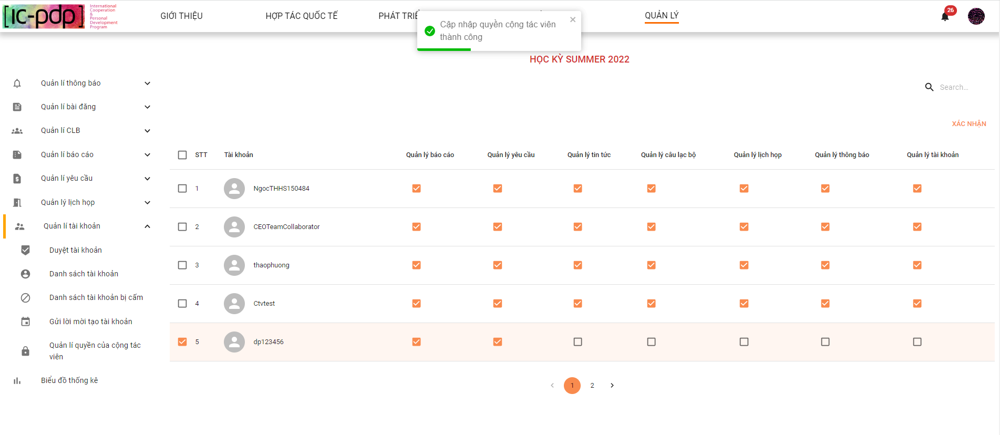 [ic-pdp]
International
Cooperation
&
Personal
Development
Program
GIỚI THIỆU
HỢP TÁC QUỐC TẾ
PHÁT TRIỂ
QUẢN LÝ
26
Cập nhập quyền cộng tác viên
thành công
HỌC KỲ SUMMER 2022
Search...
XÁC NHẬN
Quản lí thông báo
Quản lí bài đăng
Quản lí CLB
Quản lí báo cáo
Quản lí yêu cầu
Quản lý lịch họp
Quản lí tài khoản
Duyệt tài khoản
Danh sách tài khoản
Danh sách tài khoản bị cấm
Gửi lời mời tạo tài khoản
Quản lí quyền của cộng tác
viên
Biểu đồ thống kê
STT Tài khoản Quản lý báo cáo Quản lý yêu cầu Quản lý tin tức Quản lý câu lạc bộ Quản lý lịch họp Quản lý thông báo Quản lý tài khoản
1 NgocTHHS150484
2 CEOTeamCollaborator
3 thaophuong
4 Ctvtest
5 dp123456
1 2